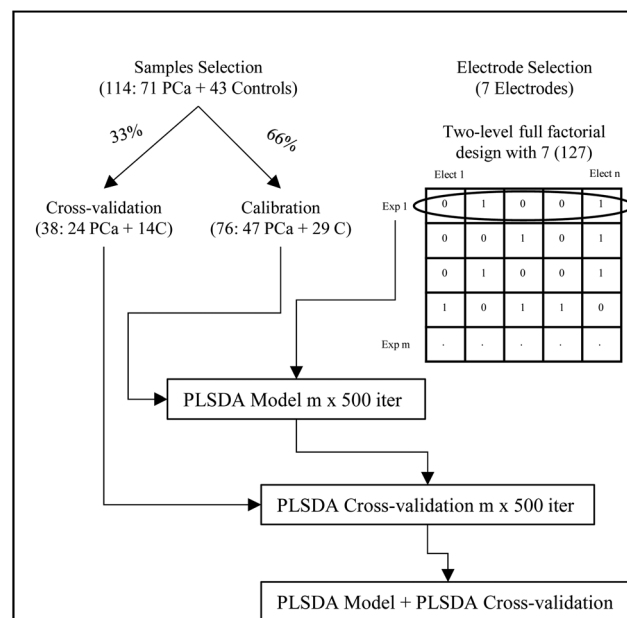 Samples Selection
(114: 71 PCa + 43 Controls)
33%
66%
Cross-validation
(38: 24 PCa + 14C)
Calibration
(76: 47 PCa + 29 C)
Electrode Selection
(7 Electrodes)
Two-level full factorial
design with 7 (127)
Elect 1 Elect n
Exp 1 0 1 0 0 1
0 0 1 0 1
0 1 0 0 1
1 0 1 1 0
Exp m . . . . .
PLSDA Model m x 500 iter
PLSDA Cross-validation m x 500 iter
PLSDA Model + PLSDA Cross-validation